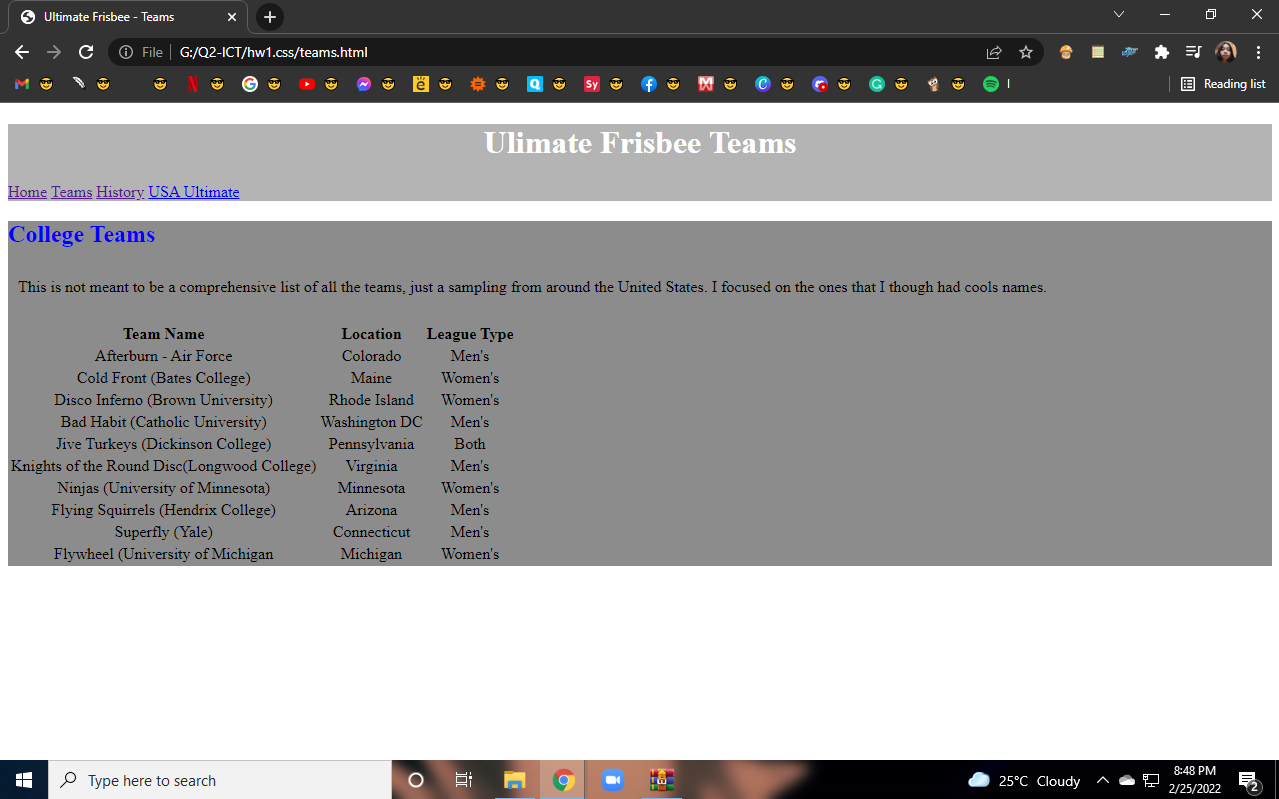 Ultimate Frisbee - Teams
File
G:/Q2-ICT/hw1.css/teams.html
Reading list
Ulimate Frisbee Teams
Home Teams History USA Ultimate
College Teams
This is not meant to be a comprehensive list of all the teams, just a sampling from around the United States. I focused on the ones that I though had cools names.
Team Name Location League Type
Afterburn - Air Force Colorado Men's
Cold Front (Bates College) Maine Women's
Disco Inferno (Brown University) Rhode Island Women's
Bad Habit (Catholic University) Washington DC Men's
Jive Turkeys (Dickinson College) Pennsylvania Both
Knights of the Round Disc(Longwood College) Virginia Men's
Ninjas (University of Minnesota) Minnesota Women's
Flying Squirrels (Hendrix College) Arizona Men's
Superfly (Yale) Connecticut Men's
Flywheel (University of Michigan Michigan Women's
Type here to search
25°C Cloudy
8:48 PM
2/25/2022
2